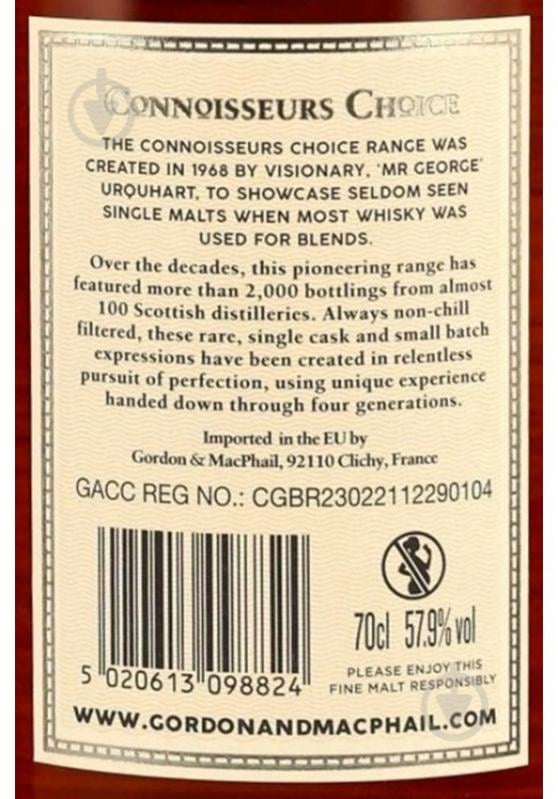 CONNOISSEURS CHOICE
THE CONNOISSEURS CHOICE RANGE WAS
CREATED IN 1968 BY VISIONARY, 'MR GEORGE'
URQUHART, TO SHOWCASE SELDOM SEEN
SINGLE MALTS WHEN MOST WHISKY WAS
USED FOR BLENDS.
Over the decades, this pioneering range has
featured more than 2,000 bottlings from almost
100 Scottish distilleries. Always non-chill
filtered, these rare, single cask and small batch
expressions have been created in relentless
pursuit of perfection, using unique experience
handed down through four generations.
Imported in the EU by
Gordon & MacPhail, 92110 Clichy, France
GACC REG NO.: CGBR23022112290104
70cl 57.9% vol
5 020613 098824
PLEASE ENJOY THIS
FINE MALT RESPONSIBLY
WWW.GORDONANDMACPHAIL.COM